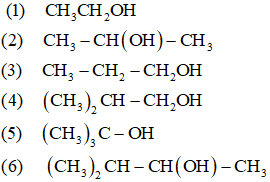 (1) CH₃CH₂OH
(2) CH₃ – CH(OH) – CH₃
(3) CH₃ – CH₂ – CH₂OH
(4) (CH₃)₂ CH – CH₂OH
(5) (CH₃)₃ C – OH
(6) (CH₃)₂ CH – CH(OH) – CH₃